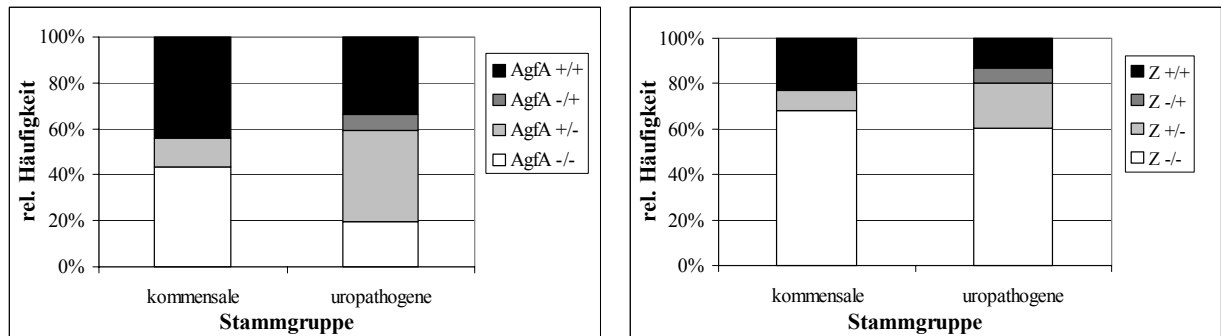 100%
80%
60%
40%
20%
0%
rel. Häufigkeit
kommensale
uropathogene
Stammgruppe
AgfA +/+
AgfA -/+
AgfA +/-
AgfA -/-
100%
80%
60%
40%
20%
0%
rel. Häufigkeit
kommensale
uropathogene
Stammgruppe
Z +/+
Z -/+
Z +/-
Z -/-